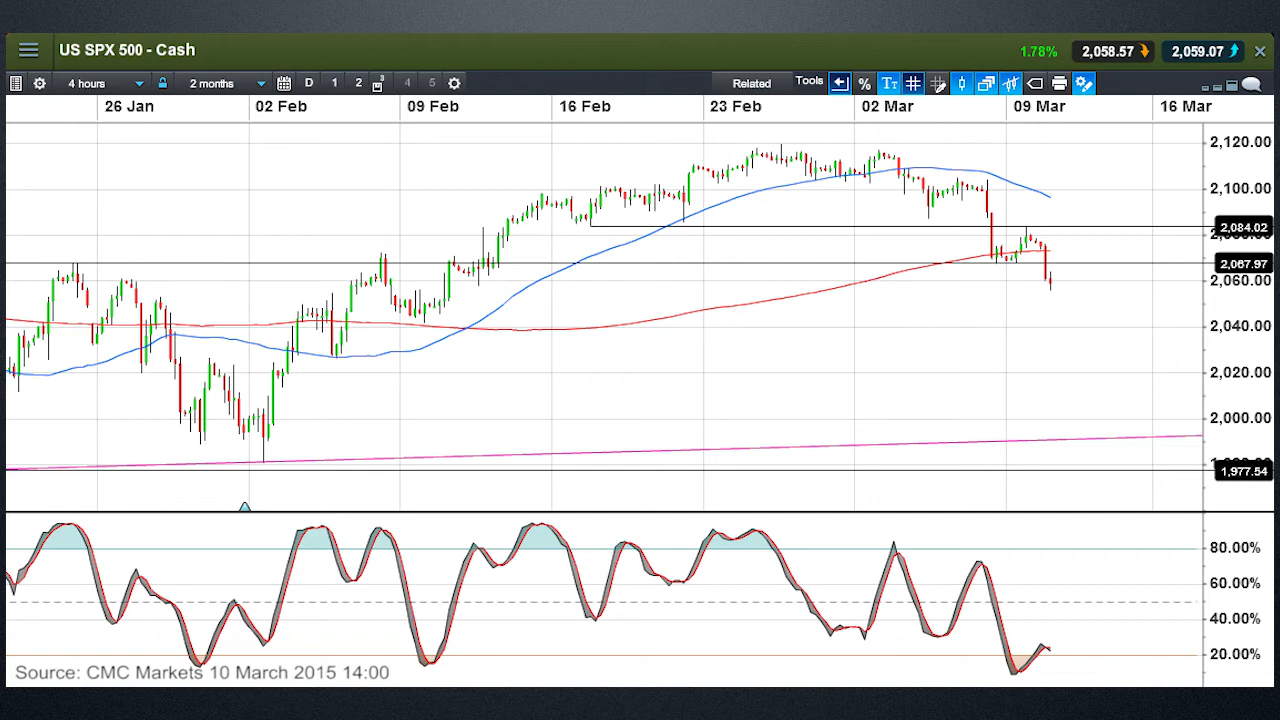 US SPX 500 - Cash
1.78%
2,058.57
2,059.07
4 hours
2 months
D
1
2
3
4
5
Related
Tools
%
26 Jan
02 Feb
09 Feb
16 Feb
23 Feb
02 Mar
09 Mar
16 Mar
2,120.00
2,100.00
2,084.02
2,067.97
2,060.00
2,040.00
2,020.00
2,000.00
1,977.54
80.00%
60.00%
40.00%
20.00%
Source: CMC Markets 10 March 2015 14:00